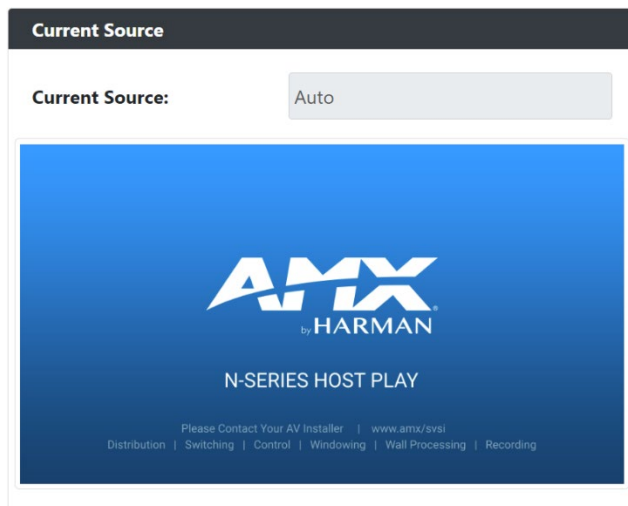 Current Source
Current Source: Auto
AMX®
by HARMAN
N-SERIES HOST PLAY
Please Contact Your AV Installer | www.amx/svsi
Distribution | Switching | Control | Windowing | Wall Processing | Recording